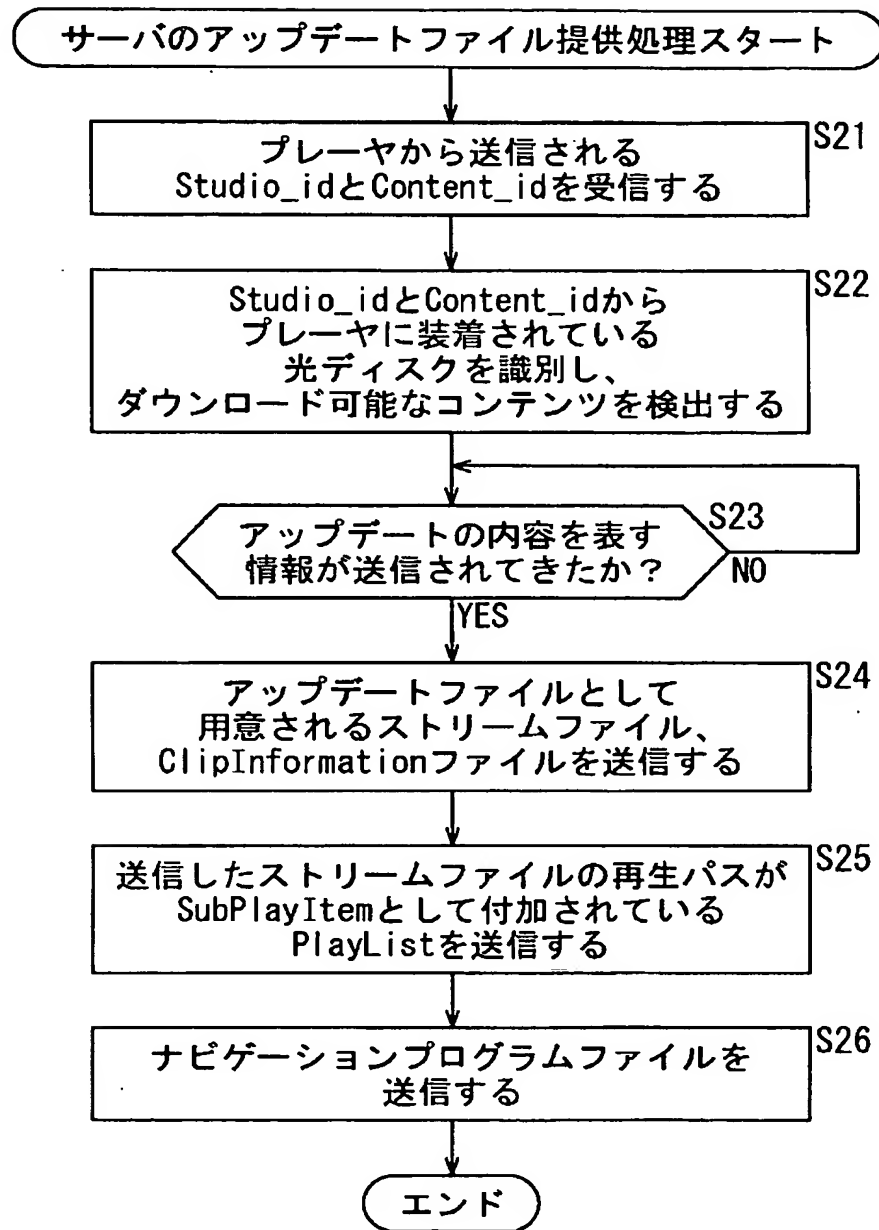 サーバのアップデートファイル提供処理スタート
S21
プレーヤから送信される
Studio_idとContent_idを受信する
S22
Studio_idとContent_idから
プレーヤに装着されている
光ディスクを識別し、
ダウンロード可能なコンテンツを検出する
S23
アップデートの内容を表す
情報が送信されてきたか?
NO
YES
S24
アップデートファイルとして
用意されるストリームファイル、
ClipInformationファイルを送信する
S25
送信したストリームファイルの再生パスが
SubPlayItemとして付加されている
PlayListを送信する
S26
ナビゲーションプログラムファイルを
送信する
エンド